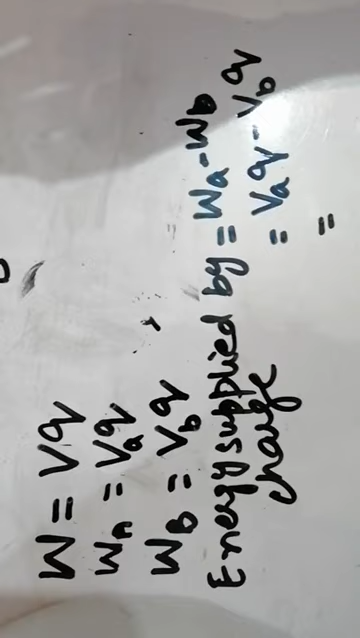 W = Vq
WA = Vaq
WB = Vbq
Energy supplied by = Wa - Wb
charge = Vaq - Vbq
=